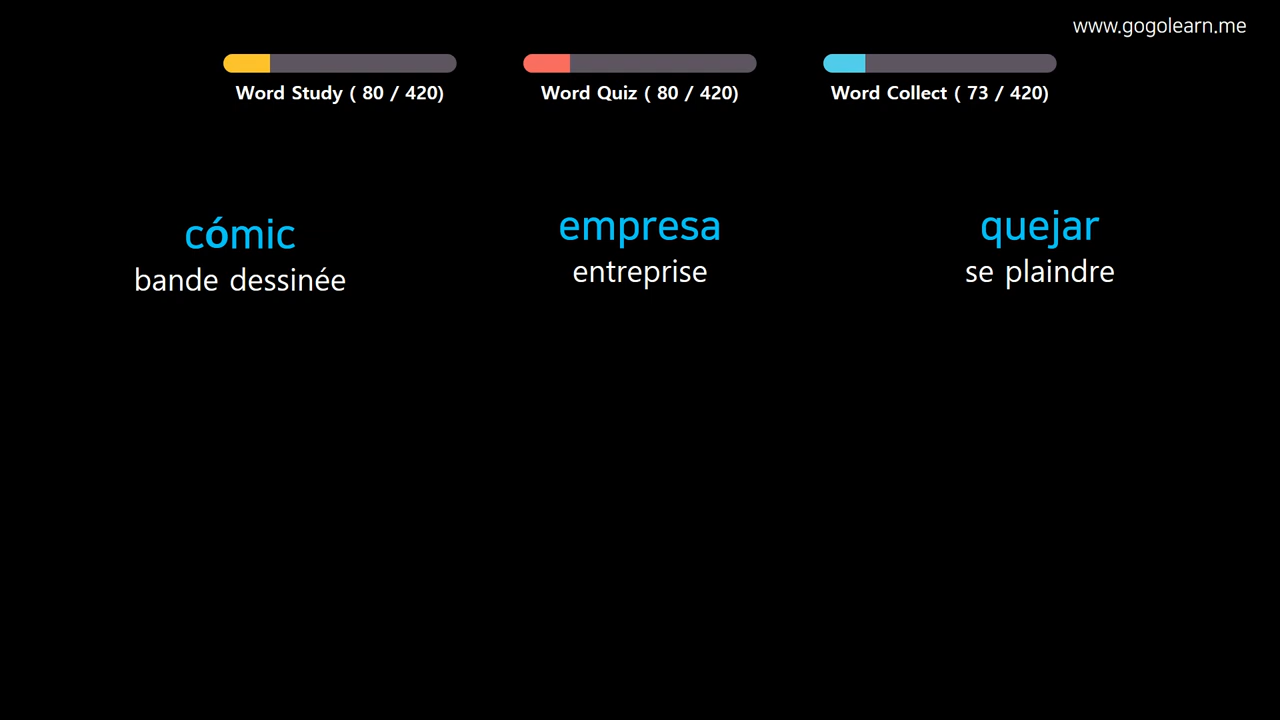 www.gogolearn.me
Word Study ( 80 / 420)
Word Quiz ( 80 / 420)
Word Collect ( 73 / 420)
cómic
bande dessinée
empresa
entreprise
quejar
se plaindre